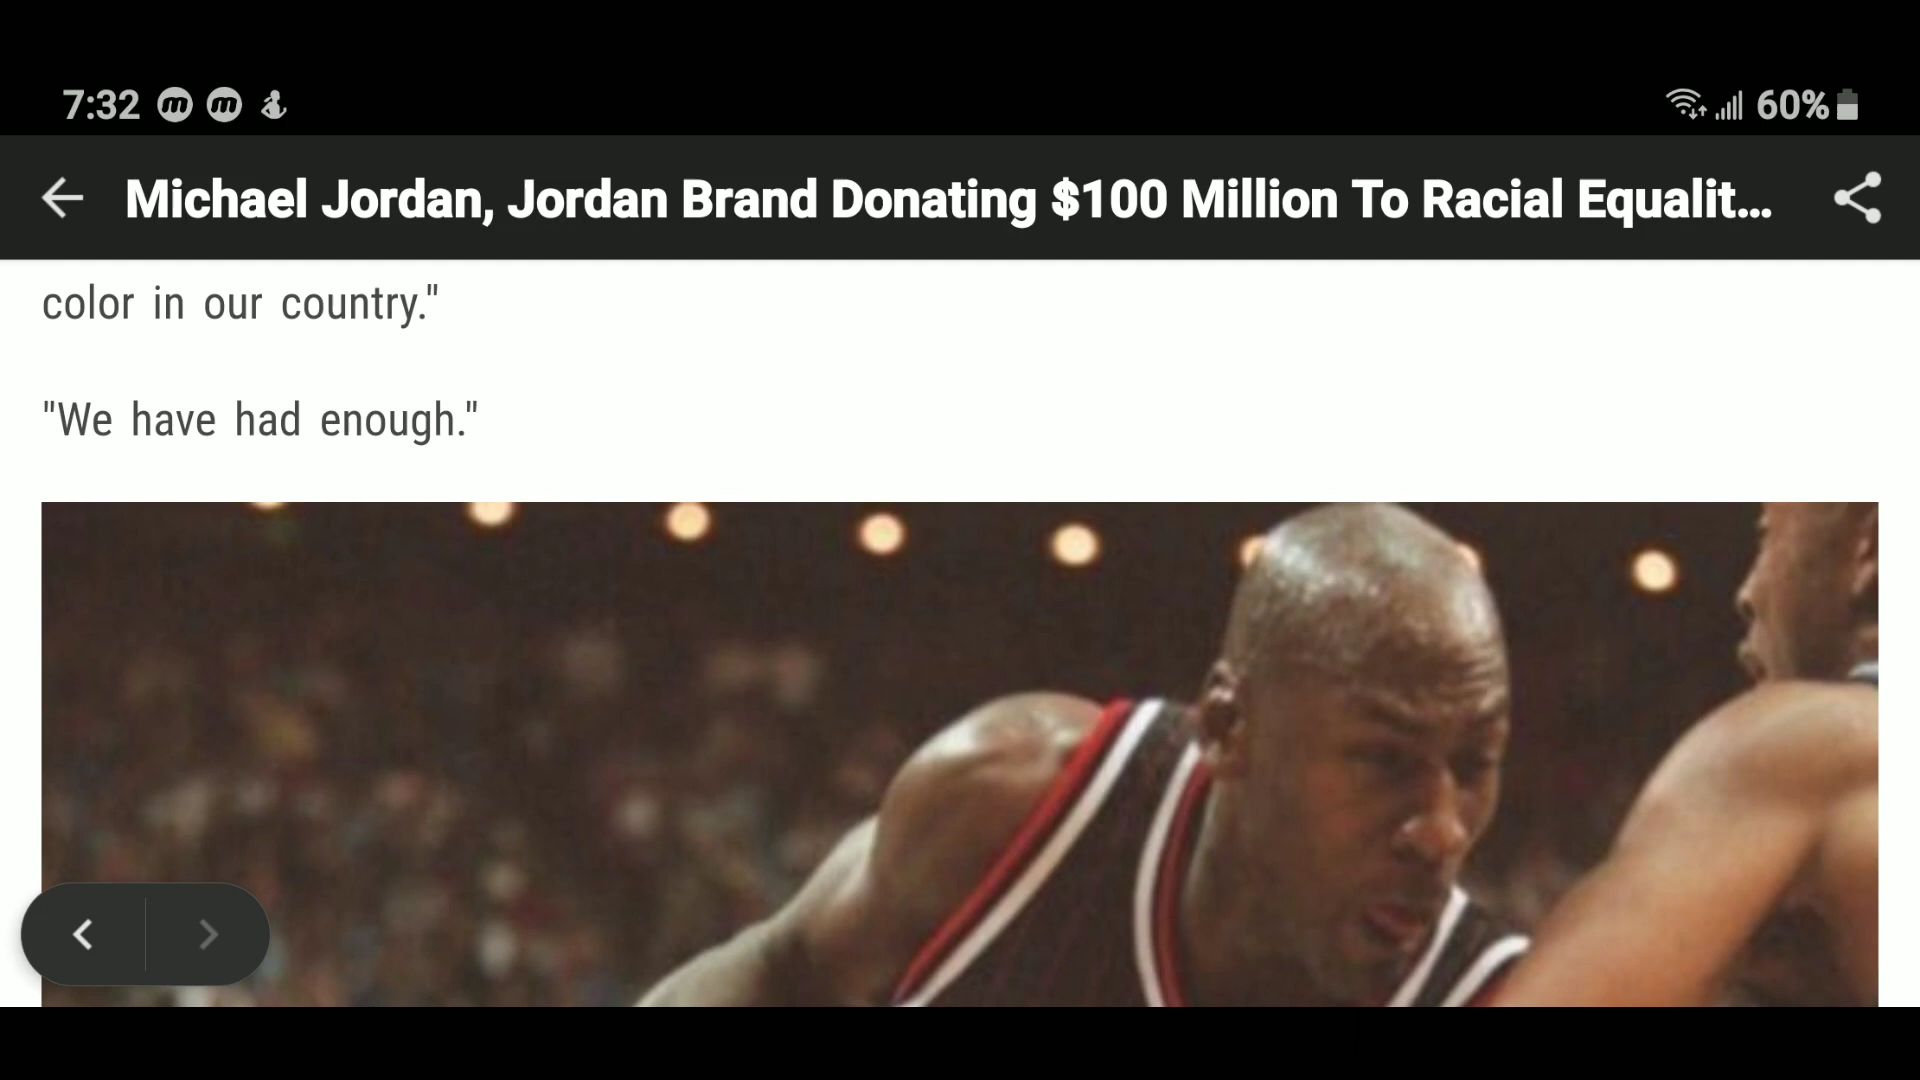 7:32 m m 60%
Michael Jordan, Jordan Brand Donating $100 Million To Racial Equalit...
color in our country."
"We have had enough."